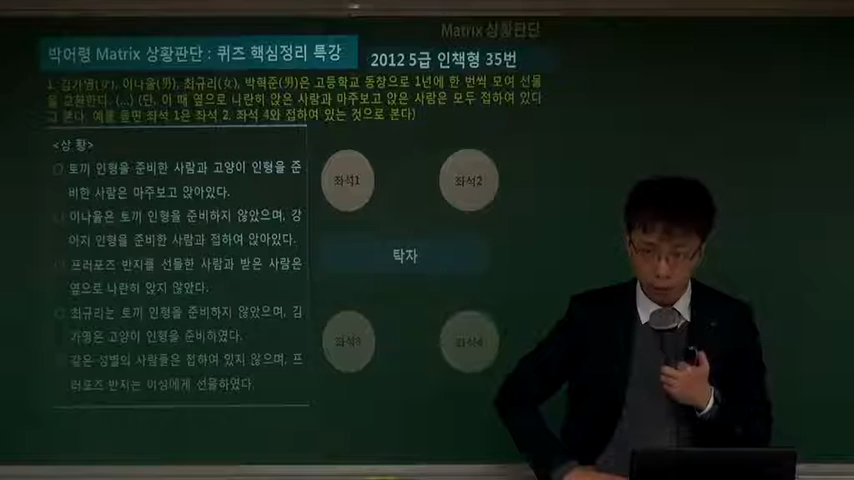 Matrix 상황판단
박어령 Matrix 상황판단 : 퀴즈 핵심정리 특강
2012 5급 인책형 35번
1. 김가영(女), 이나울(男), 최규리(女), 박혁준(男)은 고등학교 동창으로 1년에 한 번씩 모여 선물
을 교환한다. (...) (단, 이 때 옆으로 나란히 앉은 사람과 마주보고 앉은 사람은 모두 접하여 있다
고 본다. 예를 들면 좌석 1은 좌석 2, 좌석 4와 접하여 있는 것으로 본다)
<상 황>
○ 토끼 인형을 준비한 사람과 고양이 인형을 준
비한 사람은 마주보고 앉아있다.
○ 이나울은 토끼 인형을 준비하지 않았으며, 강
아지 인형을 준비한 사람과 접하여 앉아있다.
○ 프러포즈 반지를 선물한 사람과 받은 사람은
옆으로 나란히 앉지 않았다.
○ 최규리는 토끼 인형을 준비하지 않았으며, 김
가영은 고양이 인형을 준비하였다.
○ 같은 성별의 사람들은 접하여 있지 않으며, 프
러포즈 반지는 이성에게 선물하였다.
좌석1
좌석2
탁자
좌석3
좌석4